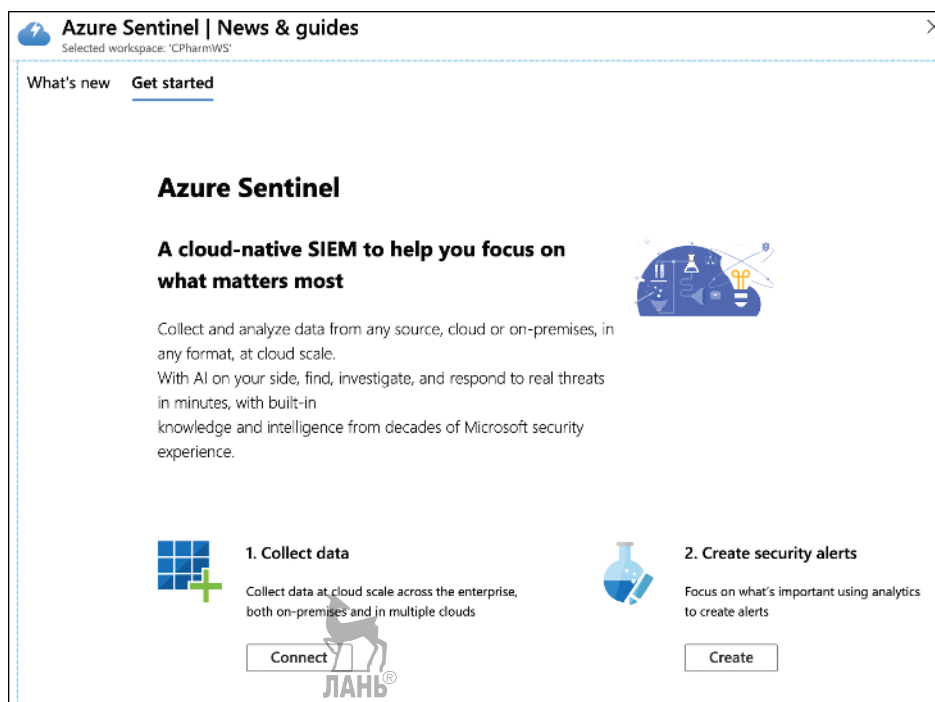 Azure Sentinel | News & guides
Selected workspace: 'CPharmWS'
What's new Get started
Azure Sentinel
A cloud-native SIEM to help you focus on
what matters most
Collect and analyze data from any source, cloud or on-premises, in
any format, at cloud scale.
With AI on your side, find, investigate, and respond to real threats
in minutes, with built-in
knowledge and intelligence from decades of Microsoft security
experience.
1. Collect data
Collect data at cloud scale across the enterprise,
both on-premises and in multiple clouds
Connect
2. Create security alerts
Focus on what's important using analytics
to create alerts
Create
ЛАНЬ®